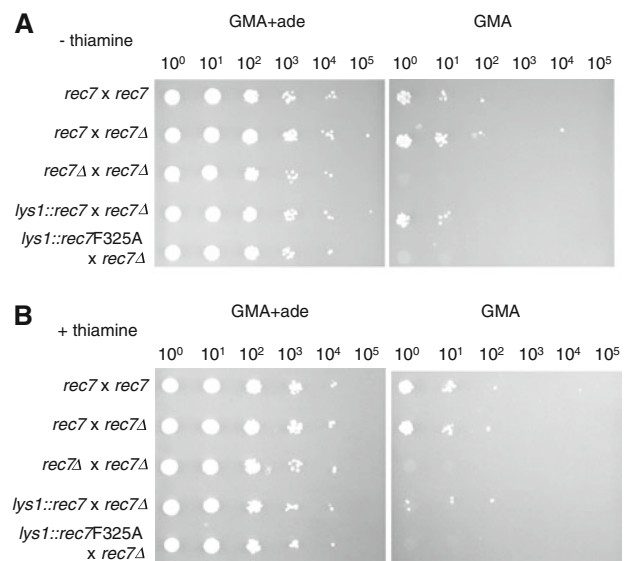 A
- thiamine
GMA+ade
GMA
10⁰ 10¹ 10² 10³ 10⁴ 10⁵
10⁰ 10¹ 10² 10³ 10⁴ 10⁵
rec7 x rec7
rec7 x rec7Δ
rec7Δ x rec7Δ
lys1::rec7 x rec7Δ
lys1::rec7F325A
x rec7Δ
B
+ thiamine
GMA+ade
GMA
10⁰ 10¹ 10² 10³ 10⁴ 10⁵
10⁰ 10¹ 10² 10³ 10⁴ 10⁵
rec7 x rec7
rec7 x rec7Δ
rec7Δ x rec7Δ
lys1::rec7 x rec7Δ
lys1::rec7F325A
x rec7Δ